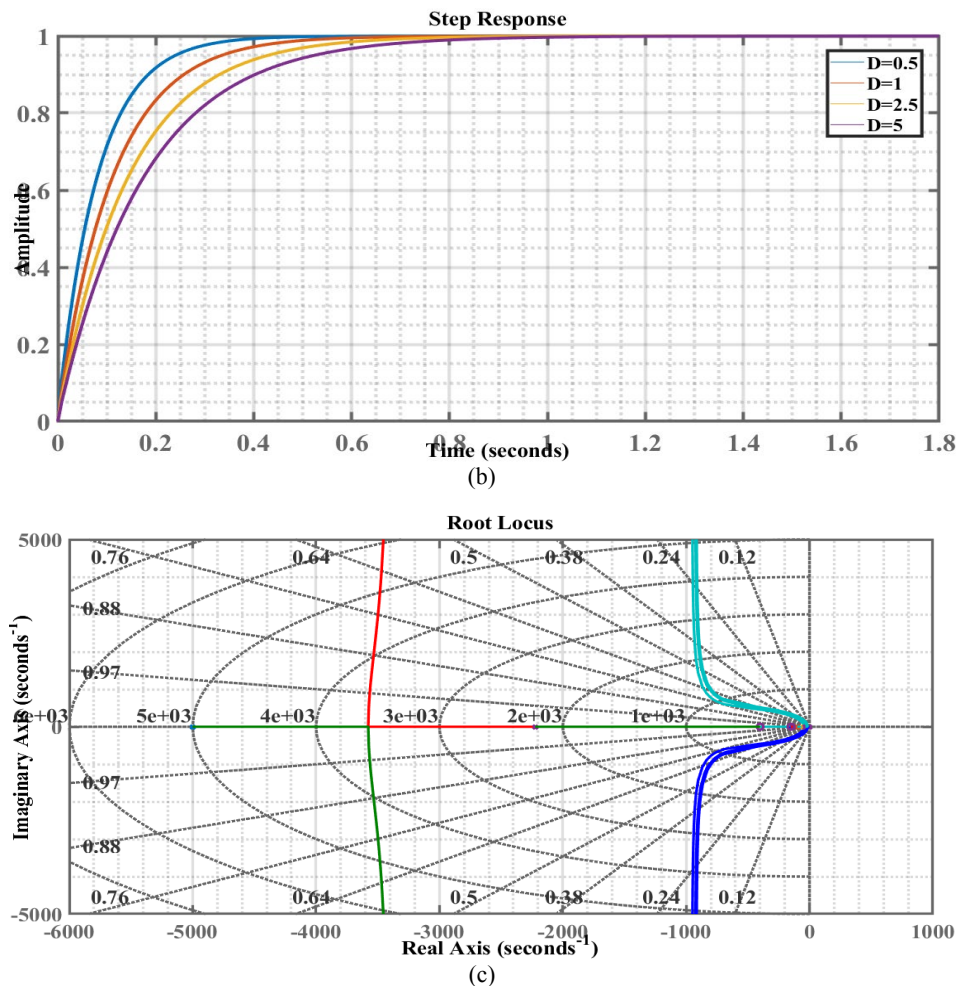 Step Response
1
0.8
0.6
0.4
0.2
0
Amplitude
D=0.5
D=1
D=2.5
D=5
0 0.2 0.4 0.6 0.8 1 1.2 1.4 1.6 1.8
Time (seconds)
(b)
Root Locus
5000
0
-5000
Imaginary Axis (seconds⁻¹)
0.76 0.64 0.5 0.38 0.24 0.12
0.88
0.97
e+03 5e+03 4e+03 3e+03 2e+03 1e+03
0.97
0.88
0.76 0.64 0.5 0.38 0.24 0.12
-6000 -5000 -4000 -3000 -2000 -1000 0 1000
Real Axis (seconds⁻¹)
(c)